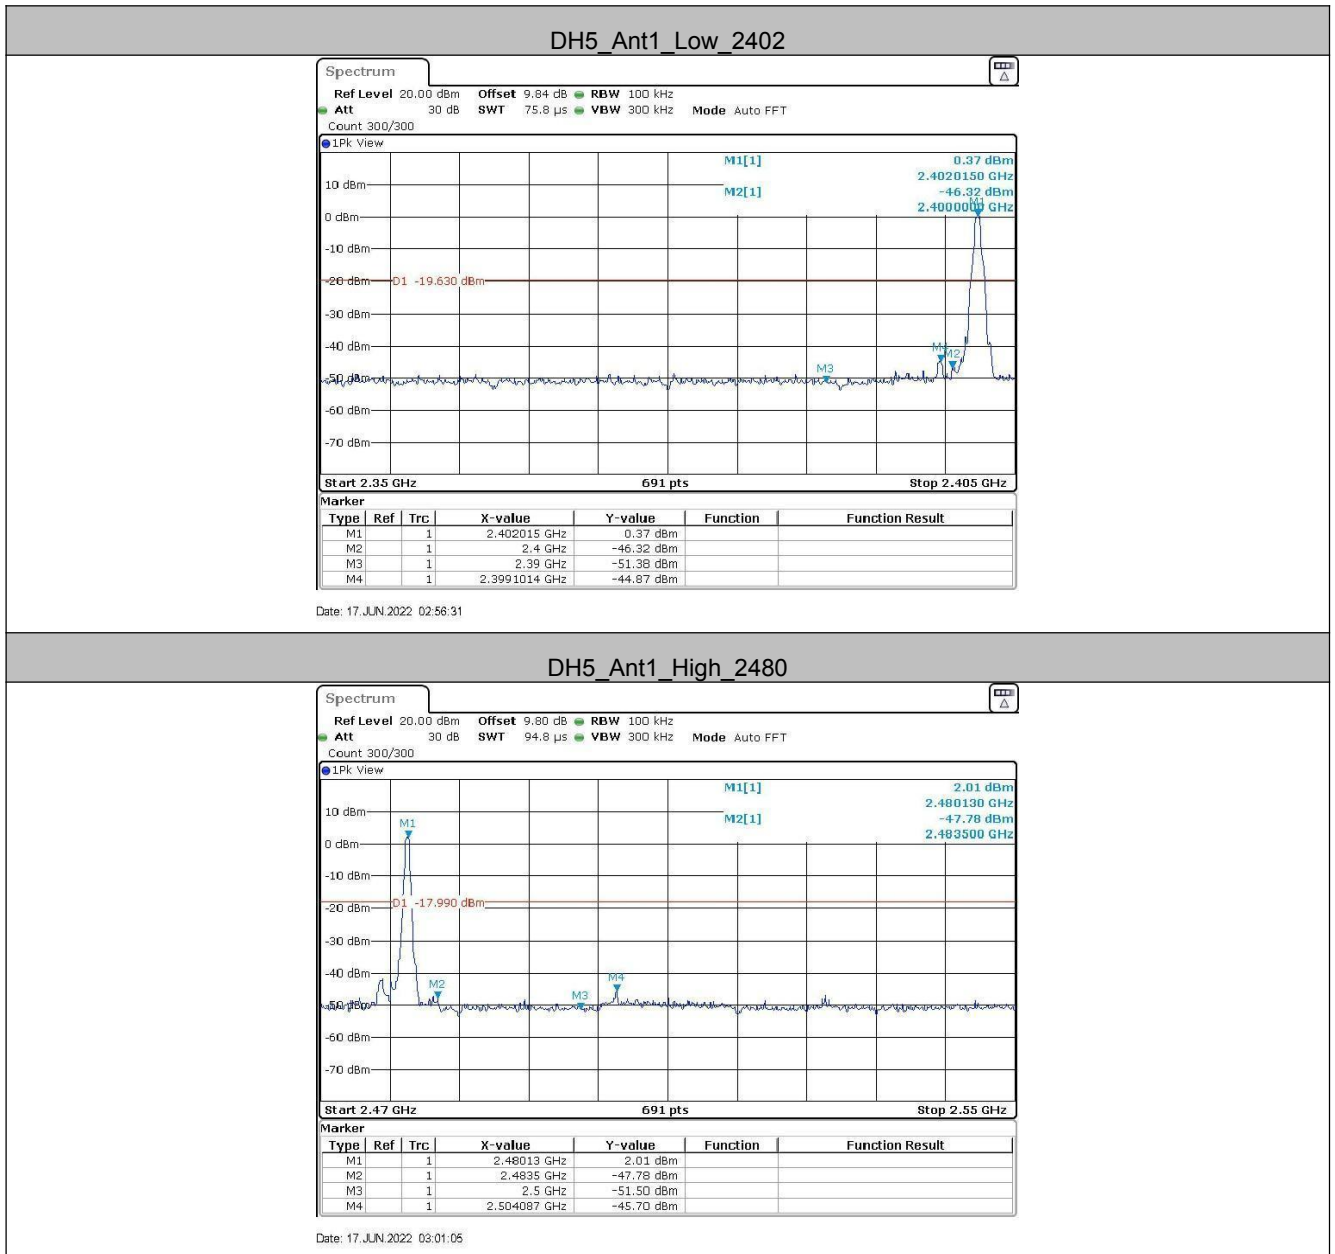 DH5_Ant1_Low_2402
Spectrum
Ref Level 20.00 dBm Offset 9.84 dB RBW 100 kHz
Att 30 dB SWT 75.8 µs VBW 300 kHz Mode Auto FFT
Count 300/300
1Pk View
M1[1] 0.37 dBm
2.4020150 GHz
M2[1] -46.32 dBm
2.4000000 GHz
M1
10 dBm
0 dBm
-10 dBm
-20 dBm D1 -19.630 dBm
-30 dBm
-40 dBm
M4 M2
M3
-50 dBm
-60 dBm
-70 dBm
Start 2.35 GHz 691 pts Stop 2.405 GHz
Marker
Type Ref Trc X-value Y-value Function Function Result
M1 1 2.402015 GHz 0.37 dBm
M2 1 2.4 GHz -46.32 dBm
M3 1 2.39 GHz -51.38 dBm
M4 1 2.3991014 GHz -44.87 dBm
Date: 17.JUN.2022 02:56:31
DH5_Ant1_High_2480
Spectrum
Ref Level 20.00 dBm Offset 9.80 dB RBW 100 kHz
Att 30 dB SWT 94.8 µs VBW 300 kHz Mode Auto FFT
Count 300/300
1Pk View
M1[1] 2.01 dBm
2.480130 GHz
M2[1] -47.78 dBm
2.483500 GHz
10 dBm
M1
0 dBm
-10 dBm
D1 -17.990 dBm
-20 dBm
-30 dBm
-40 dBm
M2 M3 M4
-50 dBm
-60 dBm
-70 dBm
Start 2.47 GHz 691 pts Stop 2.55 GHz
Marker
Type Ref Trc X-value Y-value Function Function Result
M1 1 2.48013 GHz 2.01 dBm
M2 1 2.4835 GHz -47.78 dBm
M3 1 2.5 GHz -51.50 dBm
M4 1 2.504087 GHz -45.70 dBm
Date: 17.JUN.2022 03:01:05